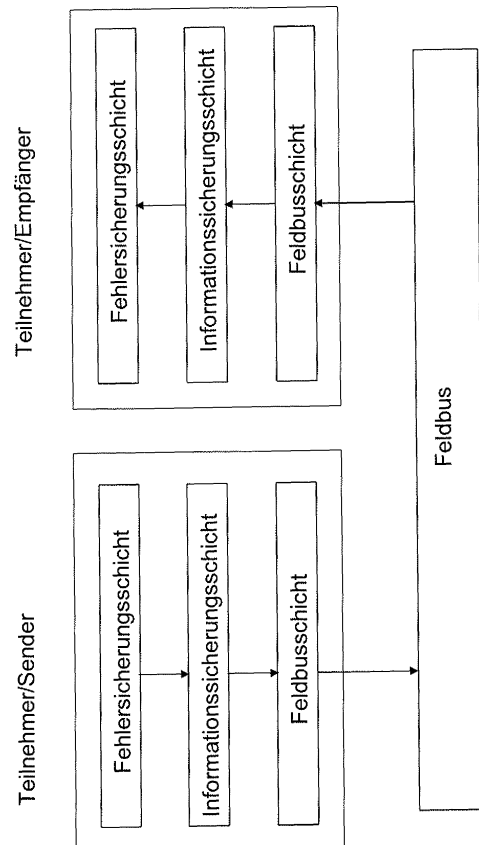 Teilnehmer/Sender
Fehlersicherungsschicht
Informationssicherungsschicht
Feldbusschicht
Teilnehmer/Empfänger
Fehlersicherungsschicht
Informationssicherungsschicht
Feldbusschicht
Feldbus